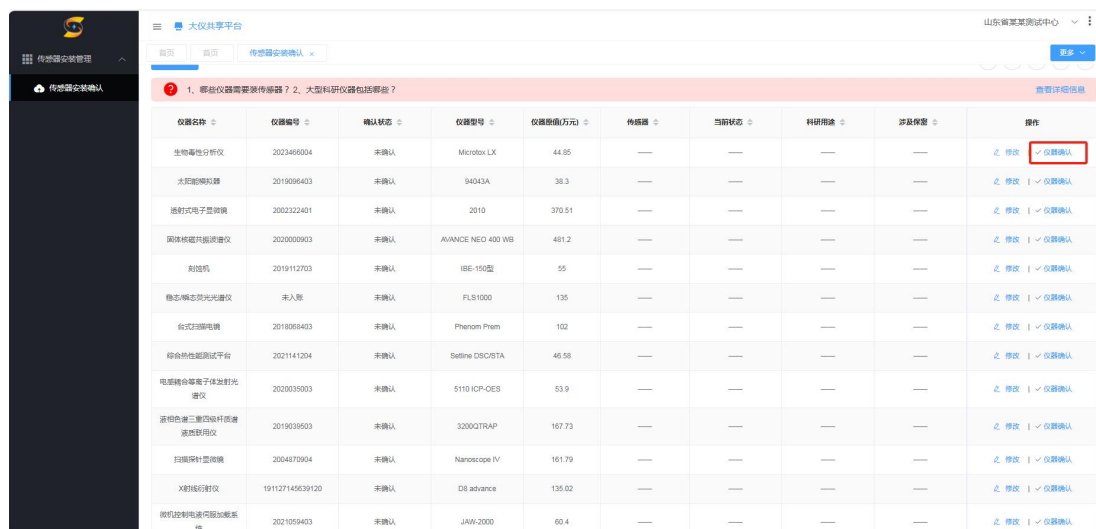 大仪共享平台
山东省某某测试中心
传感器安装管理
首页 首页 传感器安装确认 ×
更多
传感器安装确认
? 1、哪些仪器需要装传感器？2、大型科研仪器包括哪些？ 查看详细信息
仪器名称 仪器编号 确认状态 仪器型号 仪器原值(万元) 传感器 当前状态 科研用途 涉及保密 操作
生物毒性分析仪 2023466004 未确认 Microtox LX 44.85 —— —— —— —— 修改 | 仪器确认
太阳能模拟器 2019096403 未确认 94043A 38.3 —— —— —— —— 修改 | 仪器确认
透射式电子显微镜 2002322401 未确认 2010 370.51 —— —— —— —— 修改 | 仪器确认
固体核磁共振波谱仪 2020000903 未确认 AVANCE NEO 400 WB 481.2 —— —— —— —— 修改 | 仪器确认
刻蚀机 2019112703 未确认 IBE-150型 55 —— —— —— —— 修改 | 仪器确认
稳态/瞬态荧光光谱仪 未入账 未确认 FLS1000 135 —— —— —— —— 修改 | 仪器确认
台式扫描电镜 2018068403 未确认 Phenom Prem 102 —— —— —— —— 修改 | 仪器确认
综合热性能测试平台 2021141204 未确认 Setline DSC/STA 46.58 —— —— —— —— 修改 | 仪器确认
电感耦合等离子体发射光
谱仪 2020035003 未确认 5110 ICP-OES 53.9 —— —— —— —— 修改 | 仪器确认
液相色谱三重四级杆质谱
液质联用仪 2019039503 未确认 3200QTRAP 167.73 —— —— —— —— 修改 | 仪器确认
扫描探针显微镜 2004870904 未确认 Nanoscope IV 161.79 —— —— —— —— 修改 | 仪器确认
X射线衍射仪 191127145639120 未确认 D8 advance 135.02 —— —— —— —— 修改 | 仪器确认
微机控制电液伺服加载系
统 2021059403 未确认 JAW-2000 60.4 —— —— —— —— 修改 | 仪器确认